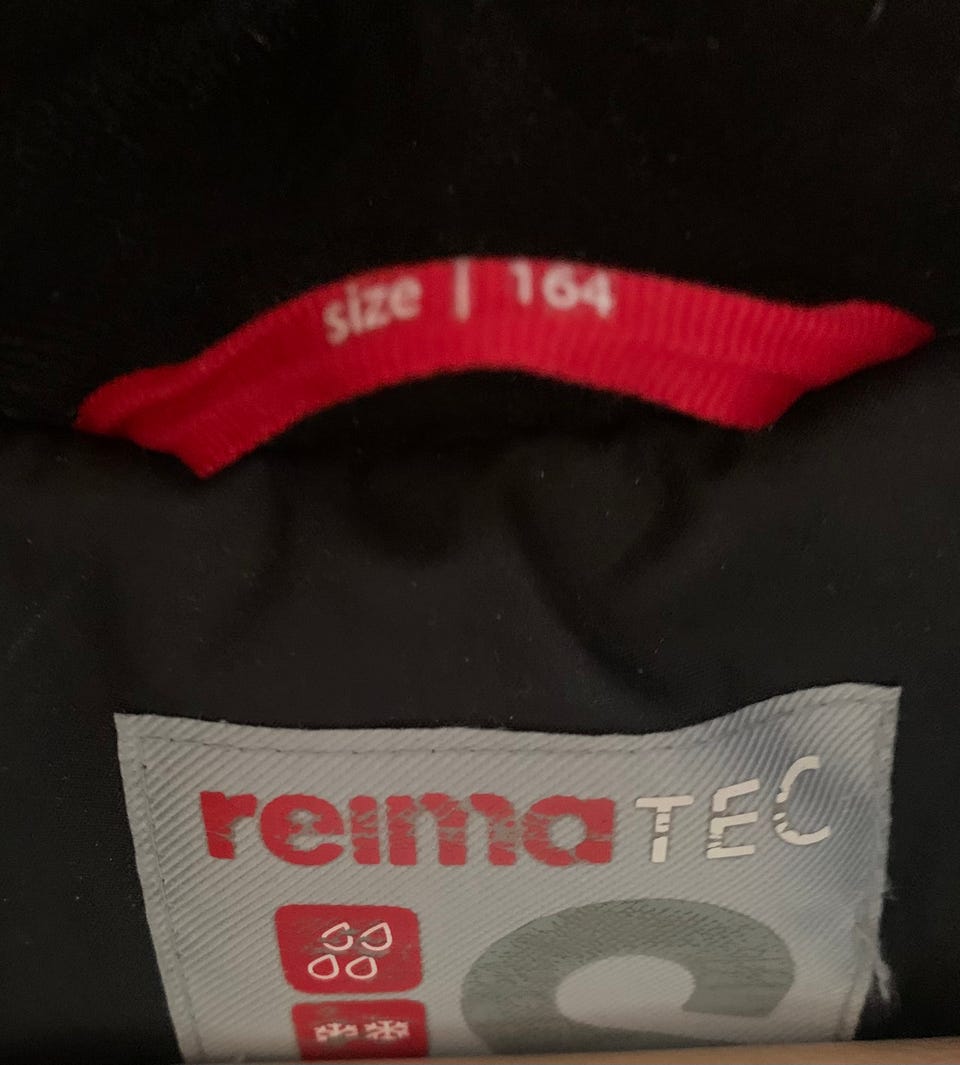 size | 164
reima TEC